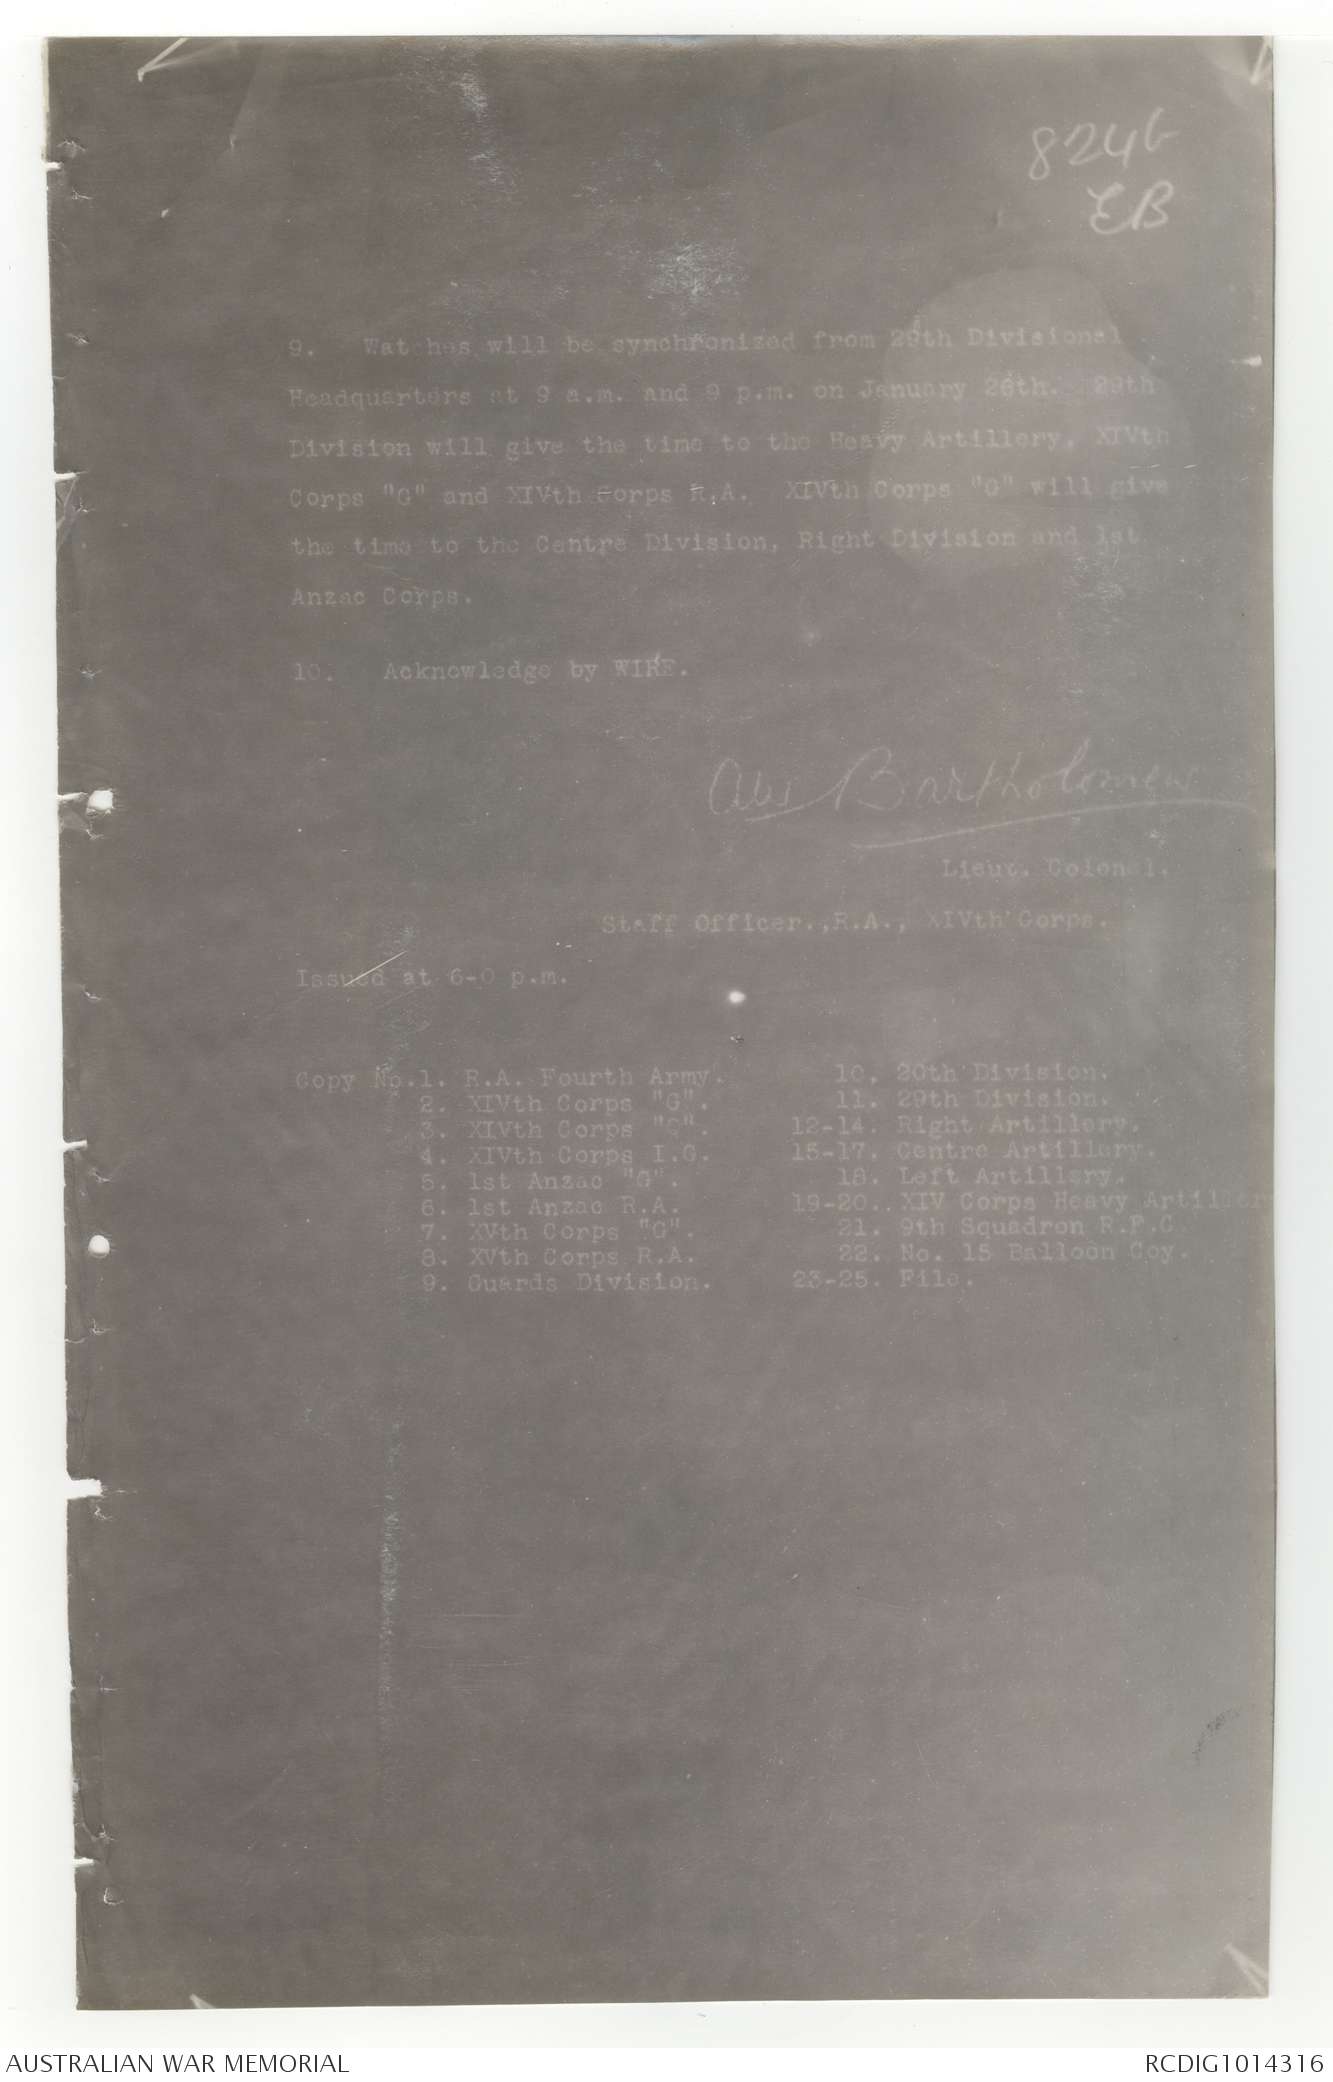 824b
EB
9. Watches will be synchronized from 29th Divisional
Headquarters at 9 a.m. and 9 p.m. on January 26th. 29th
Division will give the time to the Heavy Artillery, XIVth
Corps "G" and XIVth Corps R.A. XIVth Corps "G" will give
the time to the Centre Division, Right Division and 1st
Anzac Corps.
10. Acknowledge by WIRE.
Bartholomew
Lieut. Colonel.
Staff Officer.,R.A., XIVth Corps.
Issued at 6-0 p.m.
Copy No.1. R.A. Fourth Army.
2. XIVth Corps "G".
3. XIVth Corps "Q".
4. XIVth Corps I.G.
5. 1st Anzac "G".
6. 1st Anzac R.A.
7. XVth Corps "G".
8. XVth Corps R.A.
9. Guards Division.
10. 20th Division.
11. 29th Division.
12-14. Right Artillery.
15-17. Centre Artillery.
18. Left Artillery.
19-20. XIV Corps Heavy Artiller
21. 9th Squadron R.F.C.
22. No. 15 Balloon Coy.
23-25. File.
AUSTRALIAN WAR MEMORIAL
RCDIG1014316